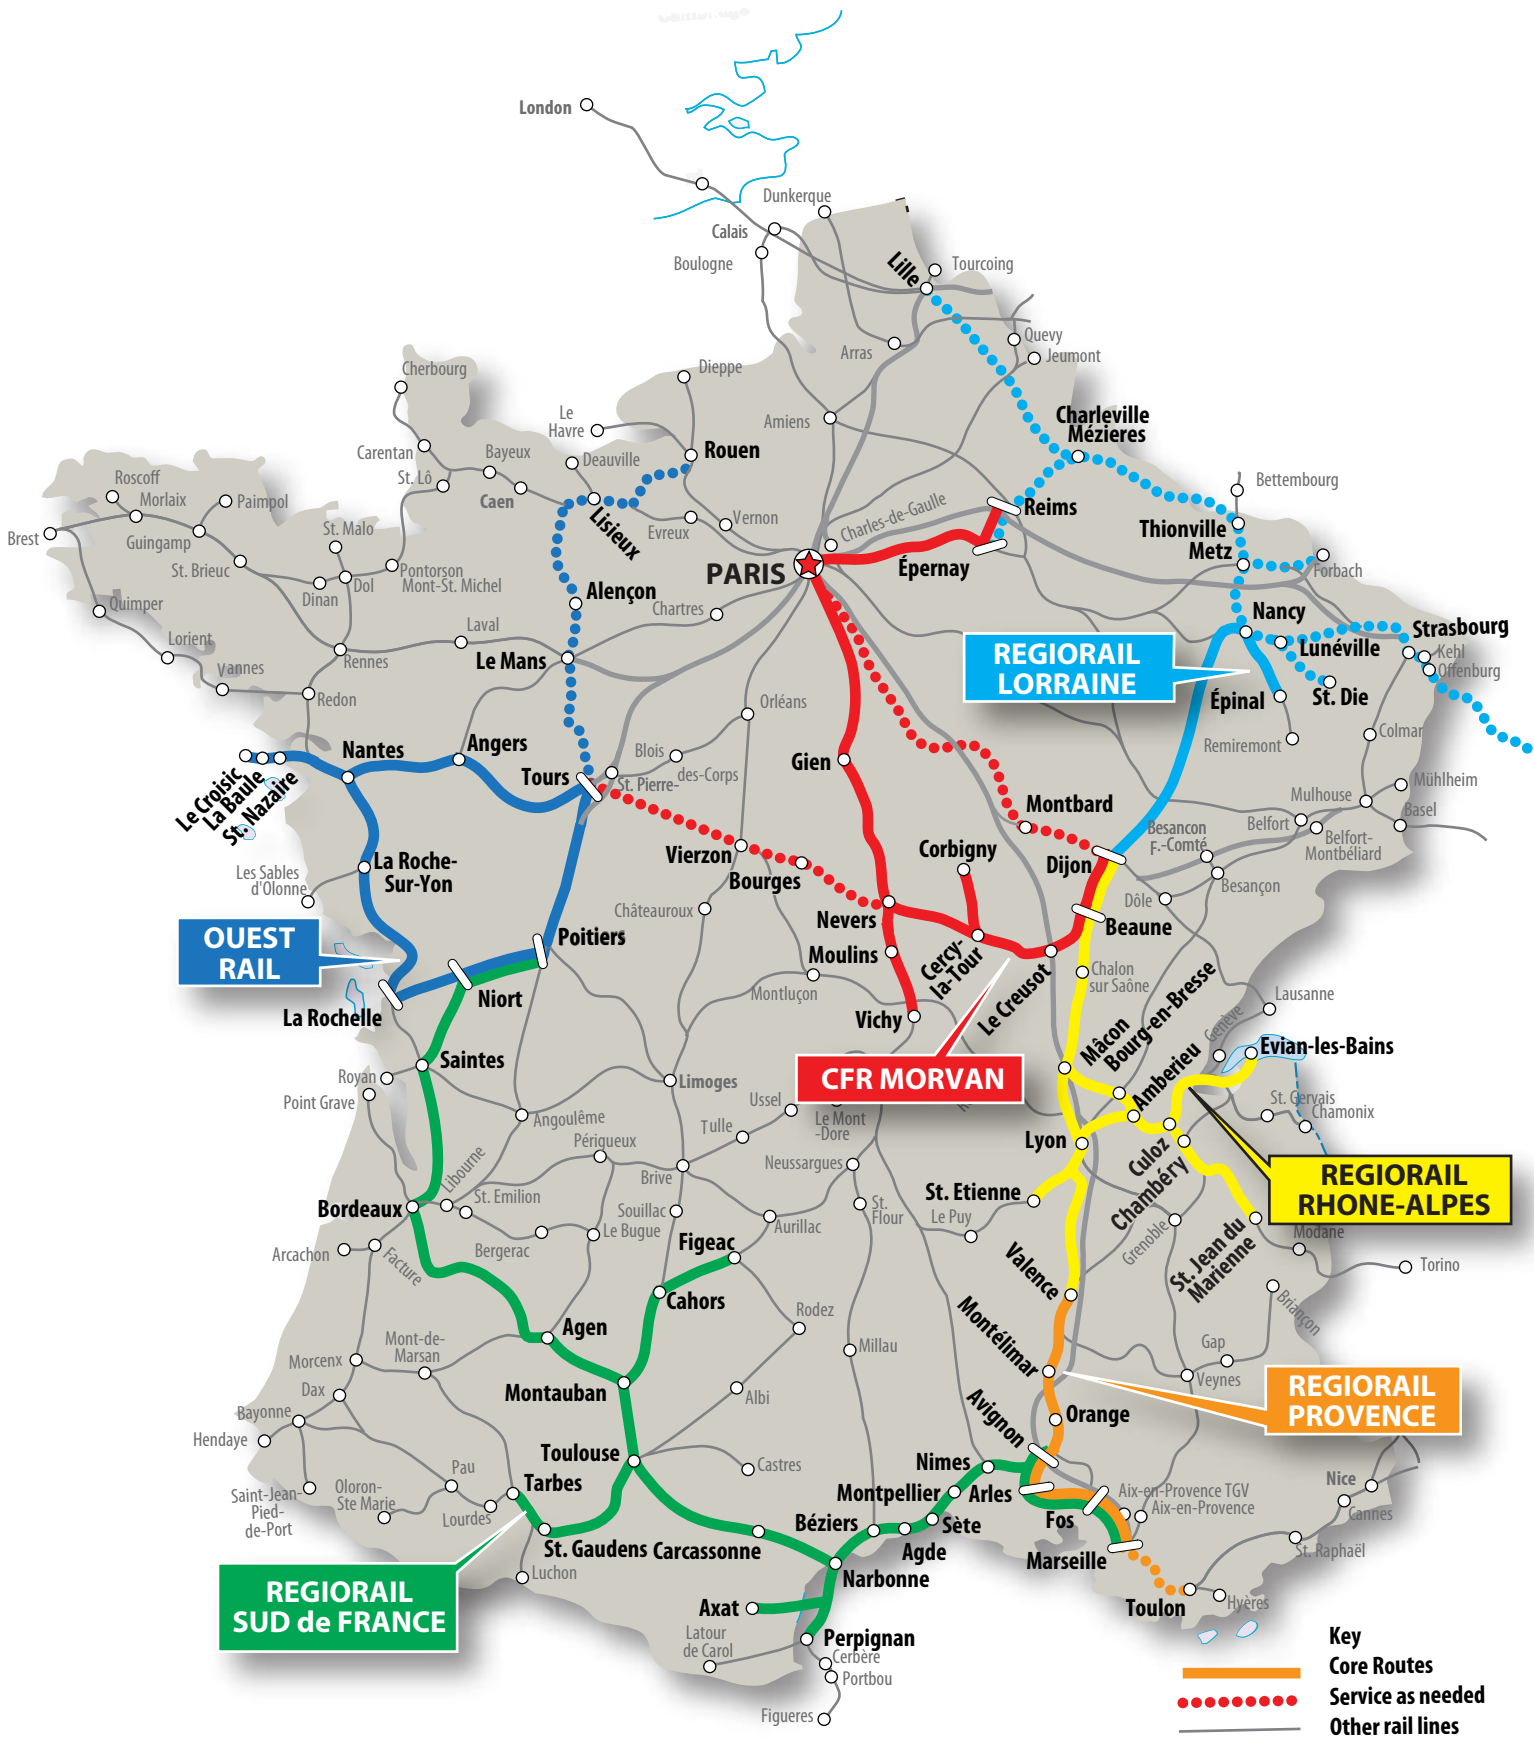 London
Dunkerque
Calais
Boulogne
Lille
Tourcoing
Quevy
Jeumont
Arras
Dieppe
Cherbourg
Le
Havre
Amiens
Charleville
Mézieres
Carentan
Bayeux
Deauville
Rouen
St. Lô
Caen
Lisieux
Evreux
Vernon
Charles-de-Gaulle
Reims
Bettembourg
Thionville
Metz
Forbach
Roscoff
Morlaix
Paimpol
Brest
Guingamp
St. Malo
St. Brieuc
Dinan
Dol
Pontorson
Mont-St. Michel
PARIS
Épernay
Alençon
Chartres
Quimper
Lorient
Vannes
Laval
Rennes
Redon
Le Mans
Nancy
Lunéville
Strasbourg
Kehl
Offenburg
REGIORAIL
LORRAINE
Épinal
St. Die
Remiremont
Colmar
Orléans
Blois
des-Corps
St. Pierre-
Nantes
Angers
Tours
Le Croisic
La Baule
St. Nazaire
Gien
Montbard
Mulhouse
Mühlheim
Basel
Belfort
Belfort-
Montbéliard
Besancon
F.-Comté
Besançon
Dôle
Dijon
Beaune
Vierzon
Bourges
Corbigny
Nevers
Moulins
Cercy-
la-Tour
Le Creusot
Chalon
sur Saône
La Roche-
Sur-Yon
Les Sables
d'Olonne
Châteauroux
OUEST
RAIL
Poitiers
Niort
La Rochelle
Montluçon
Vichy
CFR MORVAN
Mâcon
Bourg-en-Bresse
Amberieu
Lausanne
Genève
Evian-les-Bains
St. Gervais
Chamonix
Saintes
Royan
Point Grave
Angoulême
Limoges
Ussel
Tulle
Le Mont
-Dore
Lyon
Culoz
Chambéry
REGIORAIL
RHONE-ALPES
Périgueux
Libourne
St. Emilion
Brive
Neussargues
St. Etienne
Le Puy
St.
Flour
Bordeaux
Arcachon
Facture
Bergerac
Le Bugue
Souillac
Figeac
Aurillac
Cahors
Grenoble
St. Jean du
Marienne
Modane
Torino
Valence
Briançon
Rodez
Agen
Mont-de-
Marsan
Morcenx
Dax
Millau
Montélimar
Gap
Veynes
REGIORAIL
PROVENCE
Montauban
Albi
Bayonne
Hendaye
Avignon
Orange
Toulouse
Castres
Nimes
Tarbes
Pau
Lourdes
Oloron-
Ste Marie
Saint-Jean-
Pied-
de-Port
Montpellier
Arles
Aix-en-Provence TGV
Aix-en-Provence
Nice
Cannes
St. Raphaël
Béziers
Sète
Agde
Fos
Marseille
St. Gaudens
Carcassonne
Luchon
Narbonne
REGIORAIL
SUD de FRANCE
Axat
Perpignan
Latour
de Carol
Cerbère
Portbou
Figueres
Toulon
Hyères
Key
Core Routes
Service as needed
Other rail lines